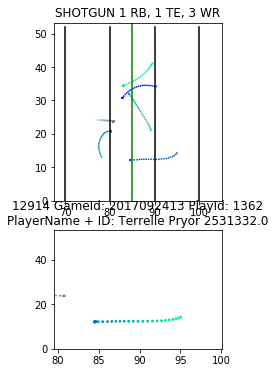 SHOTGUN 1 RB, 1 TE, 3 WR
50
40
30
20
10
0
70 80 90 100
12914 GameId: 2017092413 PlayId: 1362
PlayerName + ID: Terrelle Pryor 2531332.0
40
20
0
80 85 90 95 100